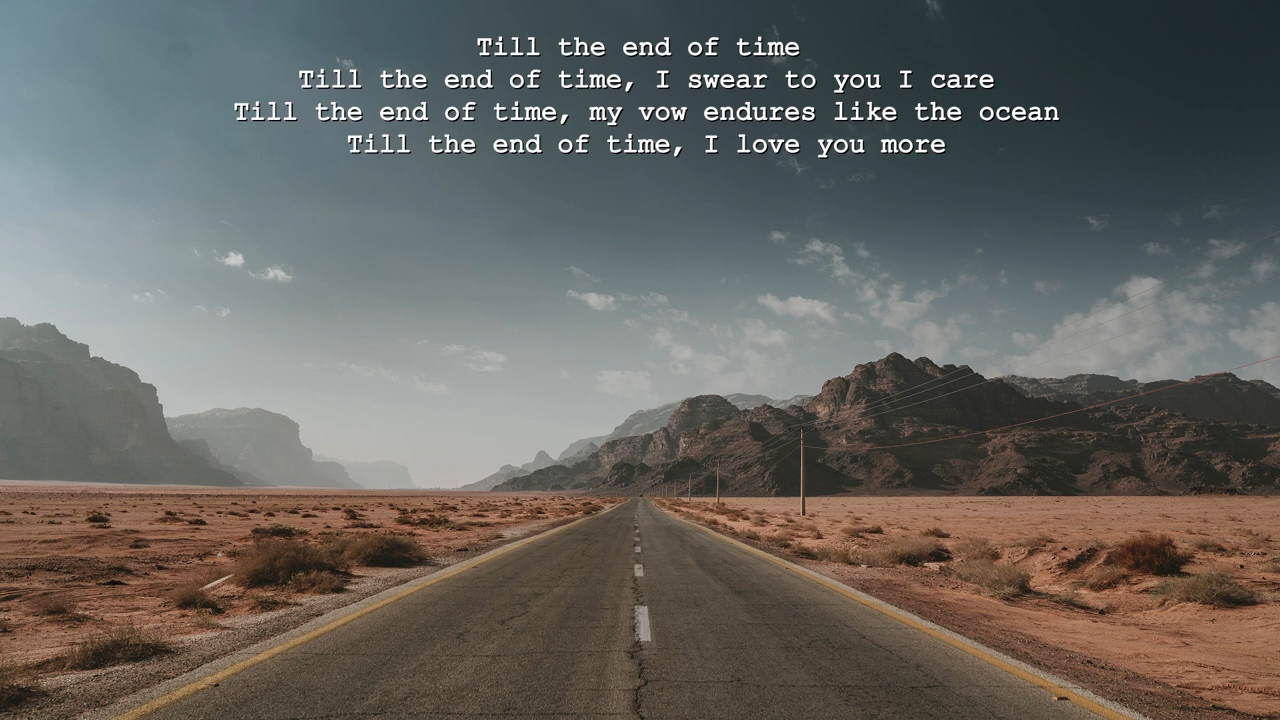 Till the end of time
Till the end of time, I swear to you I care
Till the end of time, my vow endures like the ocean
Till the end of time, I love you more